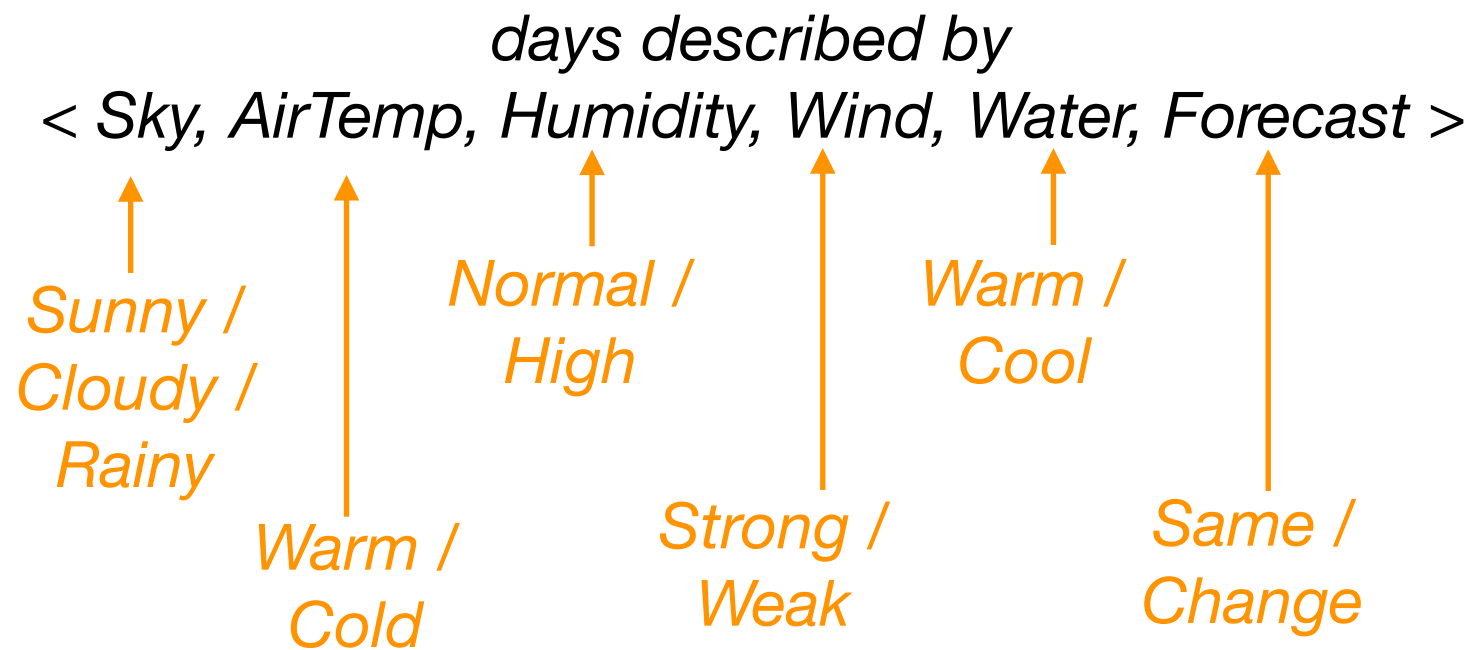 days described by
< Sky, AirTemp, Humidity, Wind, Water, Forecast >
Sunny /
Cloudy /
Rainy
Warm /
Cold
Normal /
High
Strong /
Weak
Warm /
Cool
Same /
Change